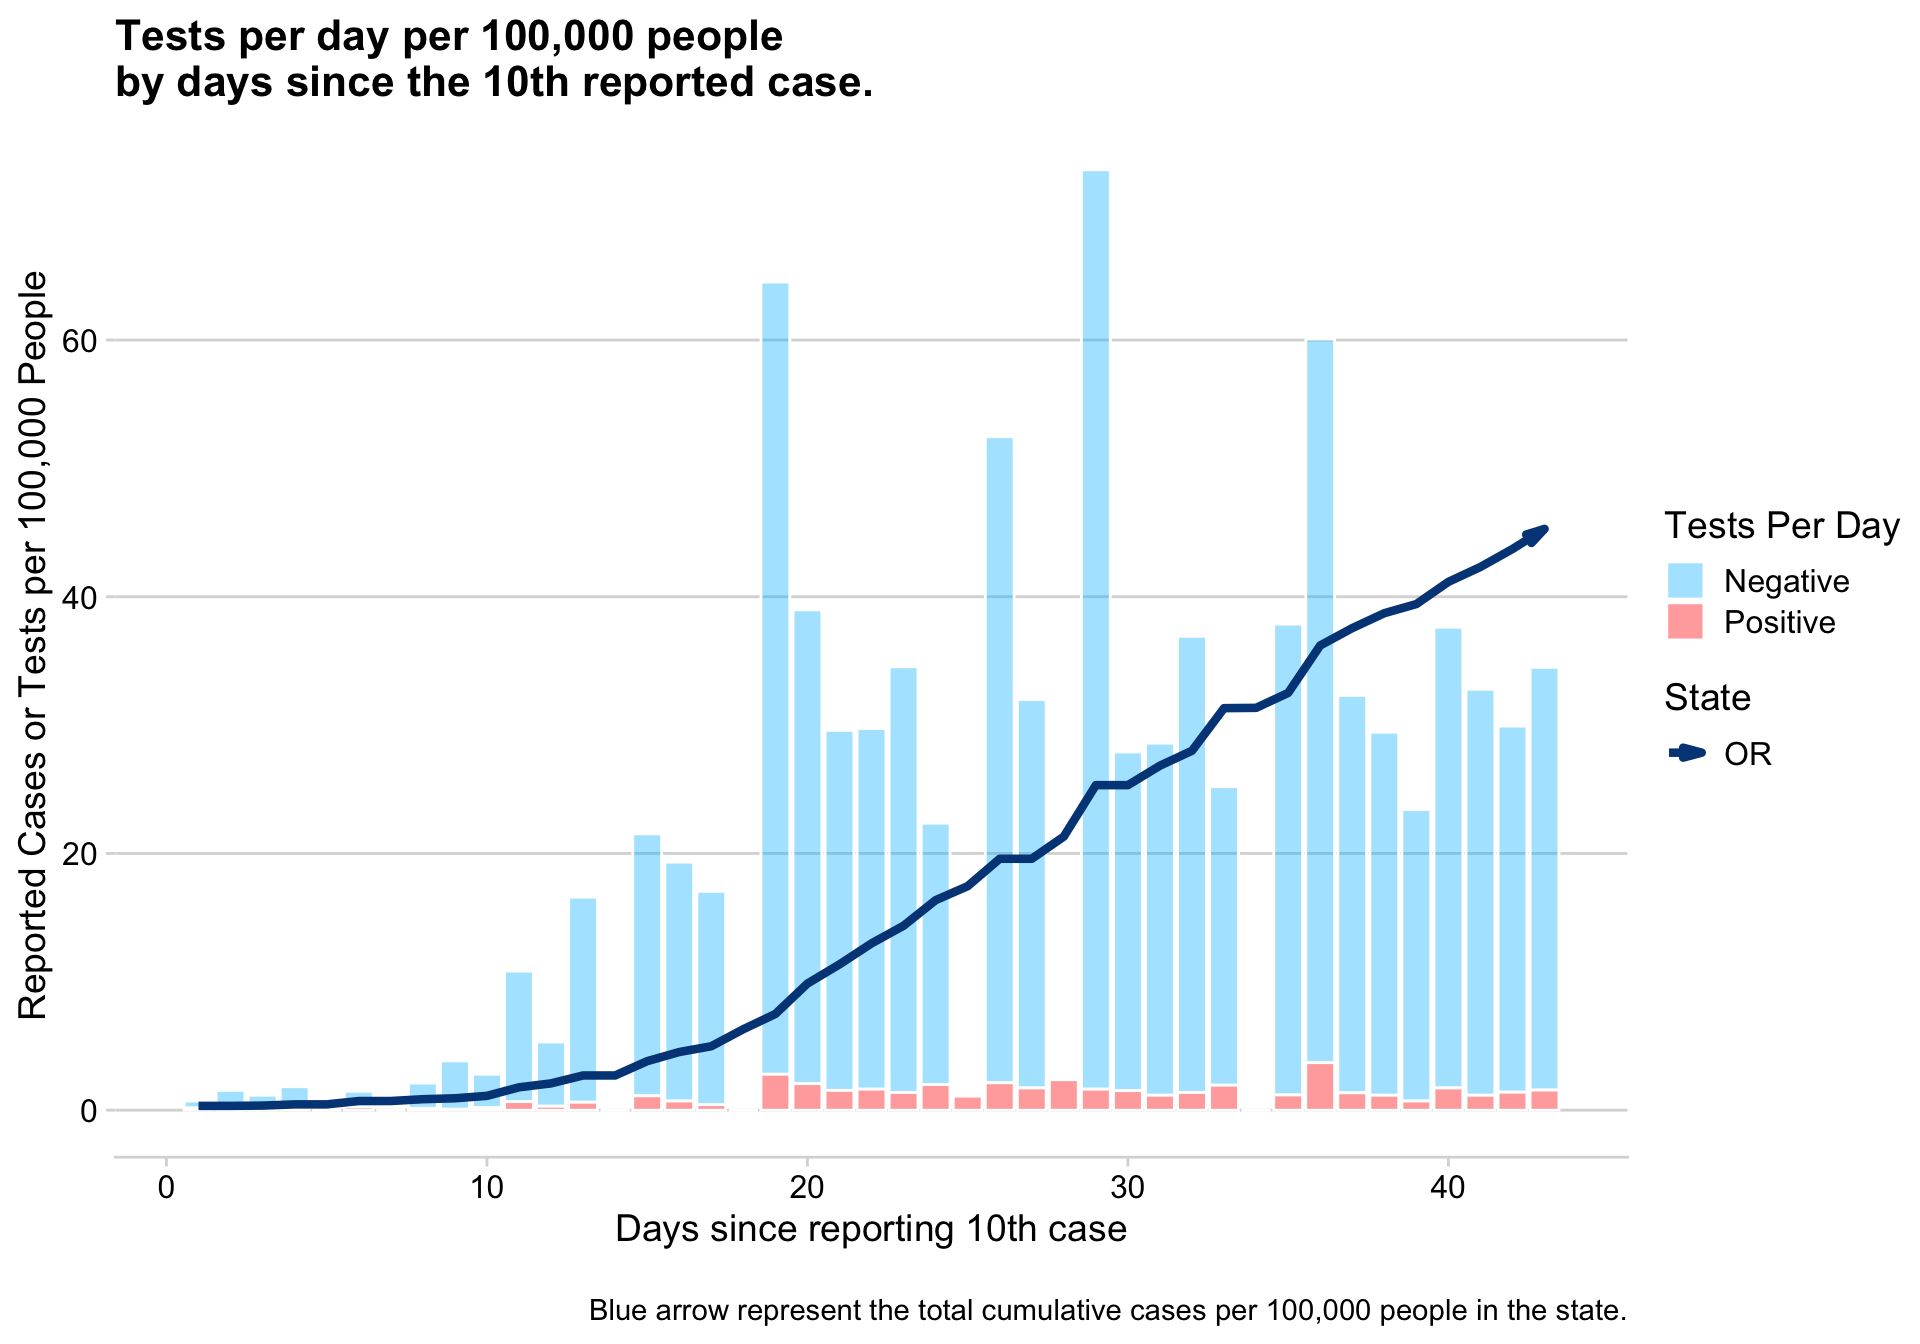 Tests per day per 100,000 people
by days since the 10th reported case.
Reported Cases or Tests per 100,000 People
60
40
20
0
0
10
20
30
40
Days since reporting 10th case
Tests Per Day
Negative
Positive
State
OR
Blue arrow represent the total cumulative cases per 100,000 people in the state.